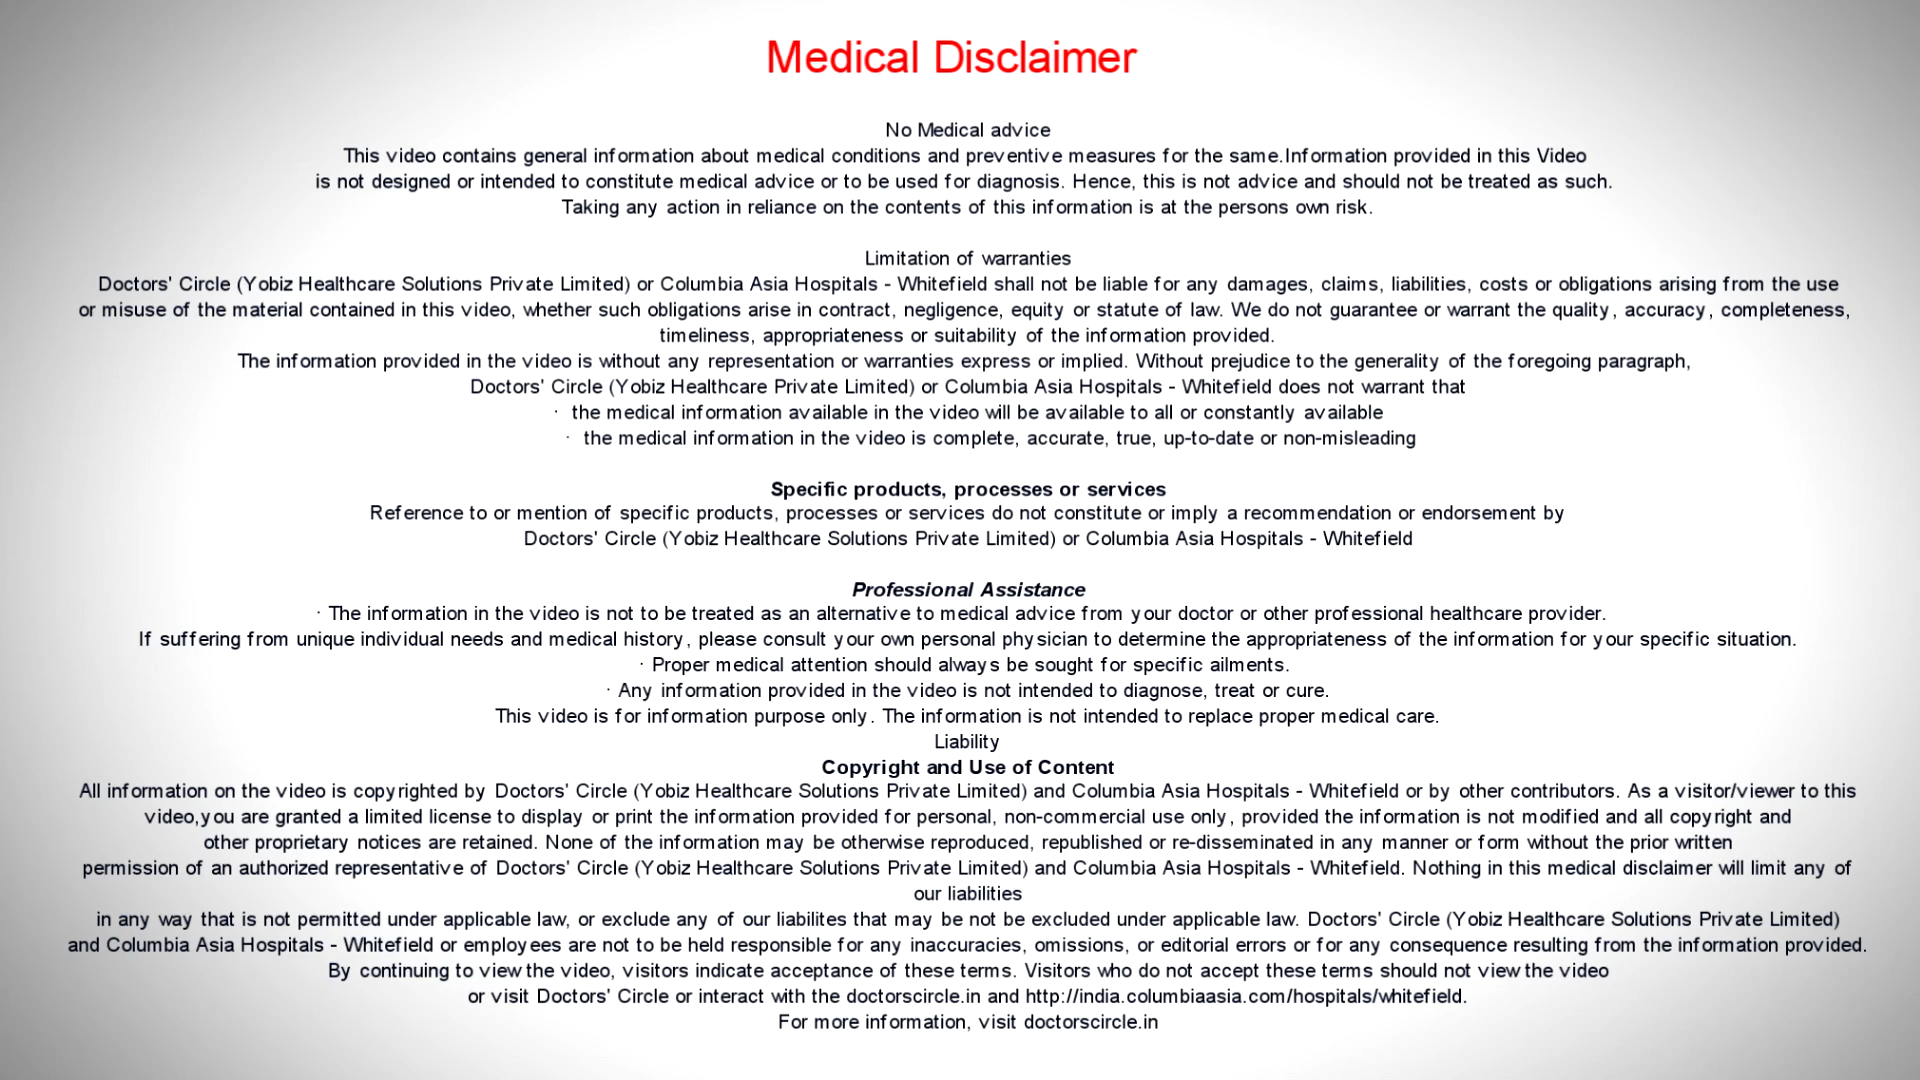 Medical Disclaimer
No Medical advice
This video contains general information about medical conditions and preventive measures for the same.Information provided in this Video
is not designed or intended to constitute medical advice or to be used for diagnosis. Hence, this is not advice and should not be treated as such.
Taking any action in reliance on the contents of this information is at the persons own risk.
Limitation of warranties
Doctors' Circle (Yobiz Healthcare Solutions Private Limited) or Columbia Asia Hospitals - Whitefield shall not be liable for any damages, claims, liabilities, costs or obligations arising from the use
or misuse of the material contained in this video, whether such obligations arise in contract, negligence, equity or statute of law. We do not guarantee or warrant the quality, accuracy, completeness,
timeliness, appropriateness or suitability of the information provided.
The information provided in the video is without any representation or warranties express or implied. Without prejudice to the generality of the foregoing paragraph,
Doctors' Circle (Yobiz Healthcare Private Limited) or Columbia Asia Hospitals - Whitefield does not warrant that
· the medical information available in the video will be available to all or constantly available
· the medical information in the video is complete, accurate, true, up-to-date or non-misleading
Specific products, processes or services
Reference to or mention of specific products, processes or services do not constitute or imply a recommendation or endorsement by
Doctors' Circle (Yobiz Healthcare Solutions Private Limited) or Columbia Asia Hospitals - Whitefield
Professional Assistance
· The information in the video is not to be treated as an alternative to medical advice from your doctor or other professional healthcare provider.
If suffering from unique individual needs and medical history, please consult your own personal physician to determine the appropriateness of the information for your specific situation.
· Proper medical attention should always be sought for specific ailments.
· Any information provided in the video is not intended to diagnose, treat or cure.
This video is for information purpose only. The information is not intended to replace proper medical care.
Liability
Copyright and Use of Content
All information on the video is copyrighted by Doctors' Circle (Yobiz Healthcare Solutions Private Limited) and Columbia Asia Hospitals - Whitefield or by other contributors. As a visitor/viewer to this
video,you are granted a limited license to display or print the information provided for personal, non-commercial use only, provided the information is not modified and all copyright and
other proprietary notices are retained. None of the information may be otherwise reproduced, republished or re-disseminated in any manner or form without the prior written
permission of an authorized representative of Doctors' Circle (Yobiz Healthcare Solutions Private Limited) and Columbia Asia Hospitals - Whitefield. Nothing in this medical disclaimer will limit any of
our liabilities
in any way that is not permitted under applicable law, or exclude any of our liabilites that may be not be excluded under applicable law. Doctors' Circle (Yobiz Healthcare Solutions Private Limited)
and Columbia Asia Hospitals - Whitefield or employees are not to be held responsible for any inaccuracies, omissions, or editorial errors or for any consequence resulting from the information provided.
By continuing to view the video, visitors indicate acceptance of these terms. Visitors who do not accept these terms should not view the video
or visit Doctors' Circle or interact with the doctorscircle.in and http://india.columbiaasia.com/hospitals/whitefield.
For more information, visit doctorscircle.in